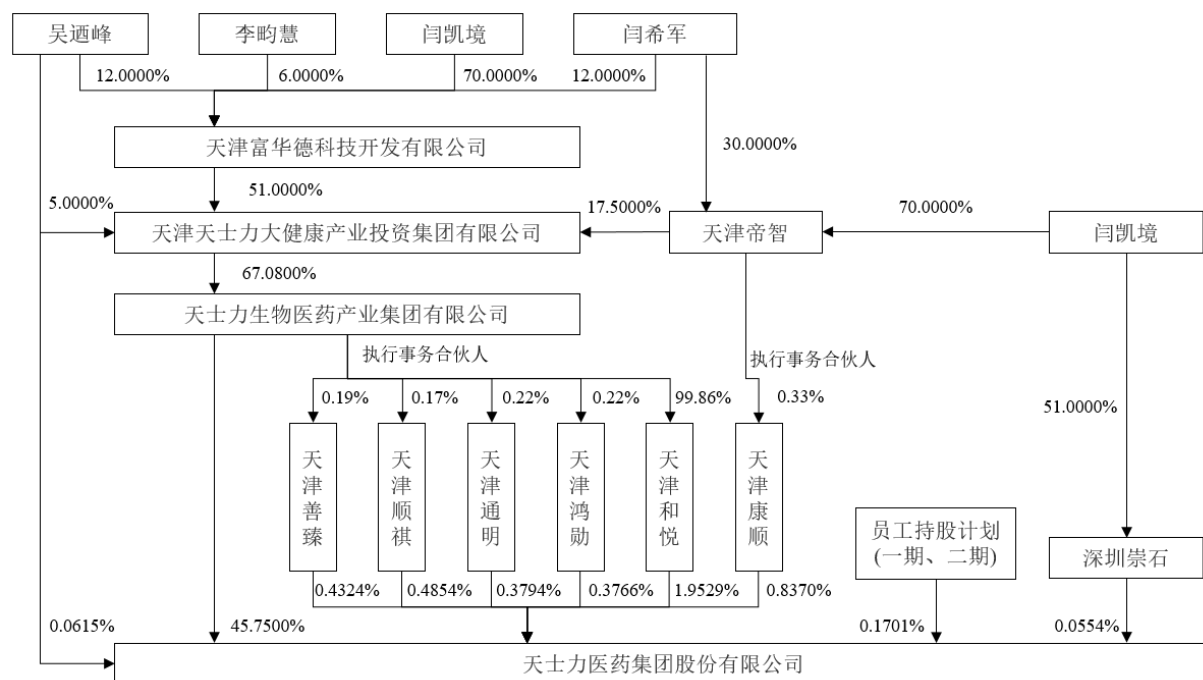 吴迺峰
李畇慧
闫凯境
闫希军
12.0000%
6.0000%
70.0000%
12.0000%
天津富华德科技开发有限公司
30.0000%
51.0000%
5.0000%
17.5000%
70.0000%
天津天士力大健康产业投资集团有限公司
天津帝智
闫凯境
67.0800%
天士力生物医药产业集团有限公司
执行事务合伙人
执行事务合伙人
0.19%
0.17%
0.22%
0.22%
99.86%
0.33%
51.0000%
天津善臻
天津顺祺
天津通明
天津鸿勋
天津和悦
天津康顺
员工持股计划
(一期、二期)
深圳崇石
0.4324%
0.4854%
0.3794%
0.3766%
1.9529%
0.8370%
0.0615%
45.7500%
0.1701%
0.0554%
天士力医药集团股份有限公司